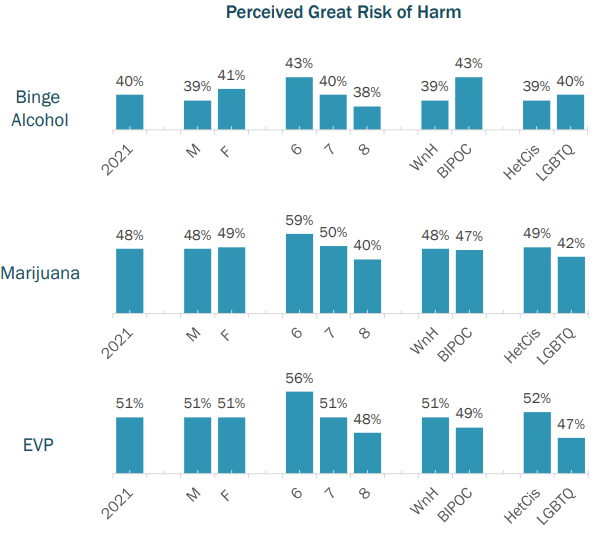 Perceived Great Risk of Harm
Binge
Alcohol
40% 39% 41% 43% 40% 38% 39% 43% 39% 40%
2021 M F 6 7 8 WnH BIPOC HetCis LGBTQ
Marijuana
48% 48% 49% 59% 50% 40% 48% 47% 49% 42%
2021 M F 6 7 8 WnH BIPOC HetCis LGBTQ
EVP
51% 51% 51% 56% 51% 48% 51% 49% 52% 47%
2021 M F 6 7 8 WnH BIPOC HetCis LGBTQ